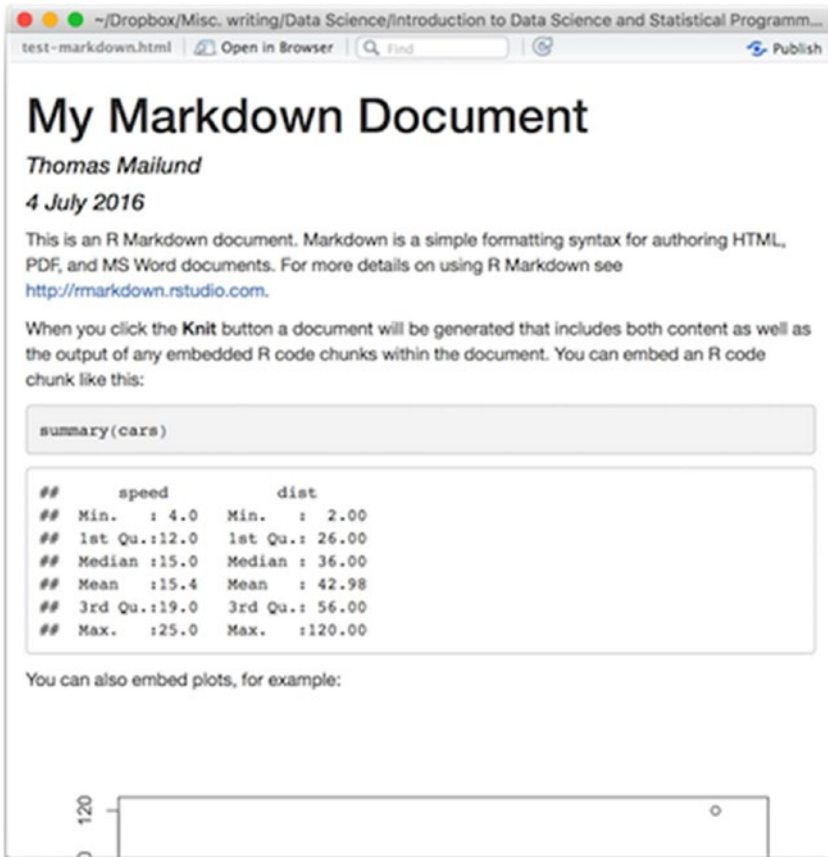 ~/Dropbox/Misc. writing/Data Science/Introduction to Data Science and Statistical Programm...
test-markdown.html Open in Browser Find Publish
My Markdown Document
Thomas Mailund
4 July 2016
This is an R Markdown document. Markdown is a simple formatting syntax for authoring HTML,
PDF, and MS Word documents. For more details on using R Markdown see
http://rmarkdown.rstudio.com.
When you click the Knit button a document will be generated that includes both content as well as
the output of any embedded R code chunks within the document. You can embed an R code
chunk like this:
summary(cars)
##      speed           dist
##  Min.   : 4.0   Min.   :  2.00
##  1st Qu.:12.0   1st Qu.: 26.00
##  Median :15.0   Median : 36.00
##  Mean   :15.4   Mean   : 42.98
##  3rd Qu.:19.0   3rd Qu.: 56.00
##  Max.   :25.0   Max.   :120.00
You can also embed plots, for example:
120